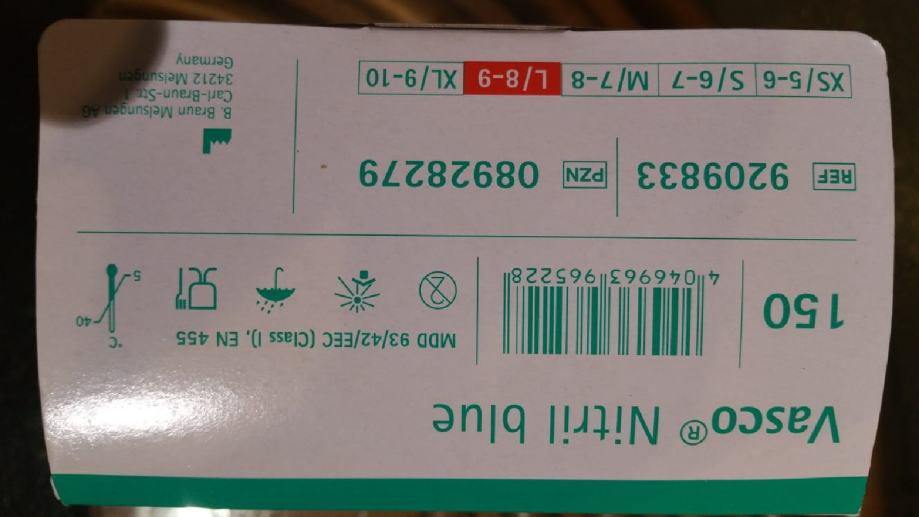 Vasco® Nitril blue
150
4 046963 965228
MDD 93/42/EEC (Class I), EN 455
2
°C
40
5
REF 9209833
PZN 08928279
B. Braun Melsungen AG
Carl-Braun-Str. 1
34212 Melsungen
Germany
XS/5-6 S/6-7 M/7-8 L/8-9 XL/9-10